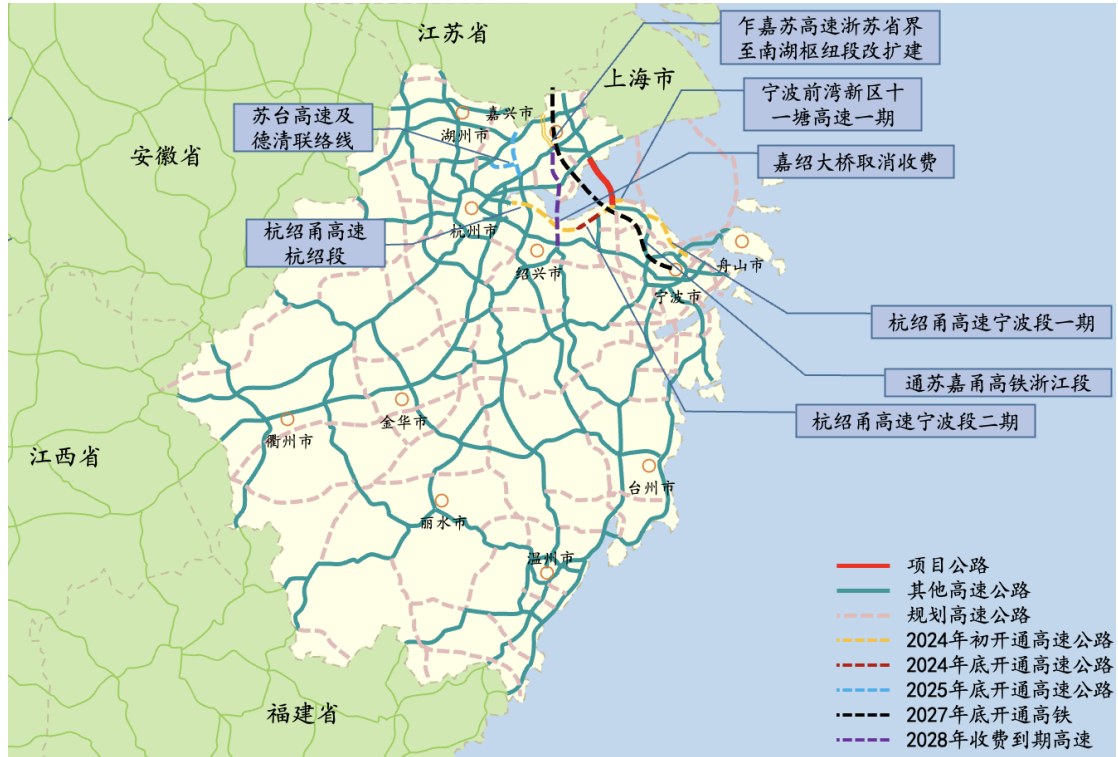 江苏省
上海市
安徽省
江西省
福建省
乍嘉苏高速浙苏省界
至南湖枢纽段改扩建
宁波前湾新区十
一塘高速一期
嘉绍大桥取消收费
苏台高速及
德清联络线
杭绍甬高速
杭绍段
杭绍甬高速宁波段一期
通苏嘉甬高铁浙江段
杭绍甬高速宁波段二期
嘉兴市
湖州市
杭州市
绍兴市
舟山市
宁波市
金华市
衢州市
台州市
丽水市
温州市
项目公路
其他高速公路
规划高速公路
2024年初开通高速公路
2024年底开通高速公路
2025年底开通高速公路
2027年底开通高铁
2028年收费到期高速